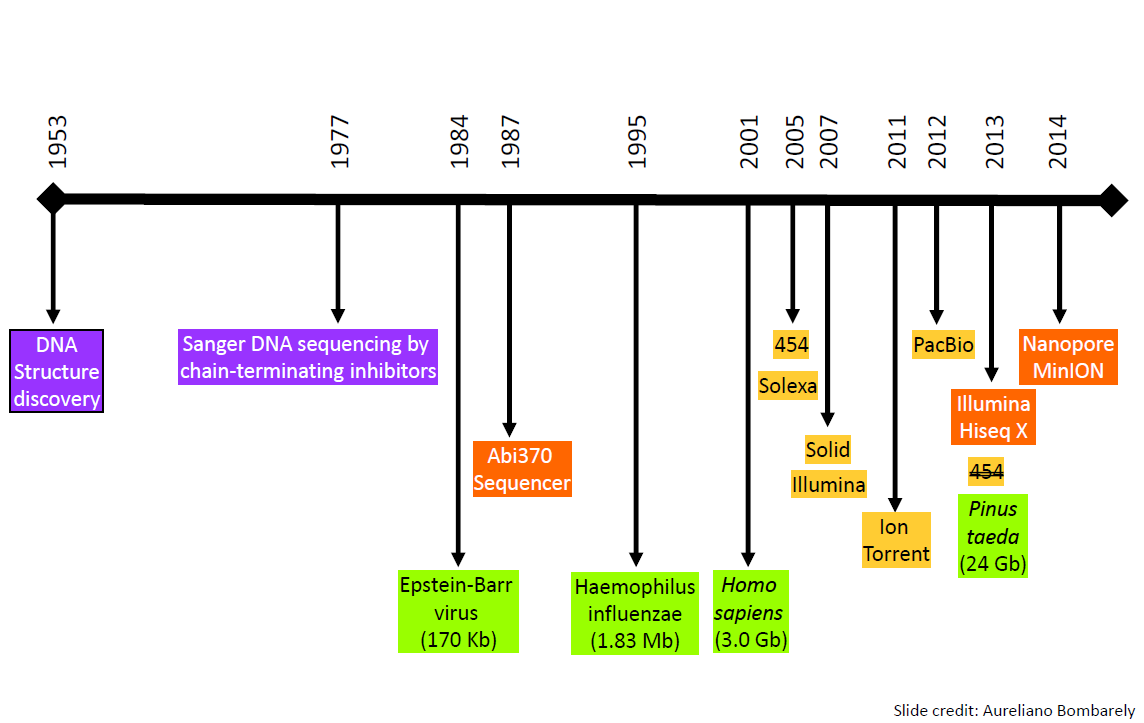 1953
1977
1984
1987
1995
2001
2005
2007
2011
2012
2013
2014
DNA
Structure
discovery
Sanger DNA sequencing by
chain-terminating inhibitors
Epstein-Barr
virus
(170 Kb)
Abi370
Sequencer
Haemophilus
influenzae
(1.83 Mb)
Homo
sapiens
(3.0 Gb)
454
Solexa
Solid
Illumina
Ion
Torrent
PacBio
Illumina
Hiseq X
454
Pinus
taeda
(24 Gb)
Nanopore
MinION
Slide credit: Aureliano Bombarely